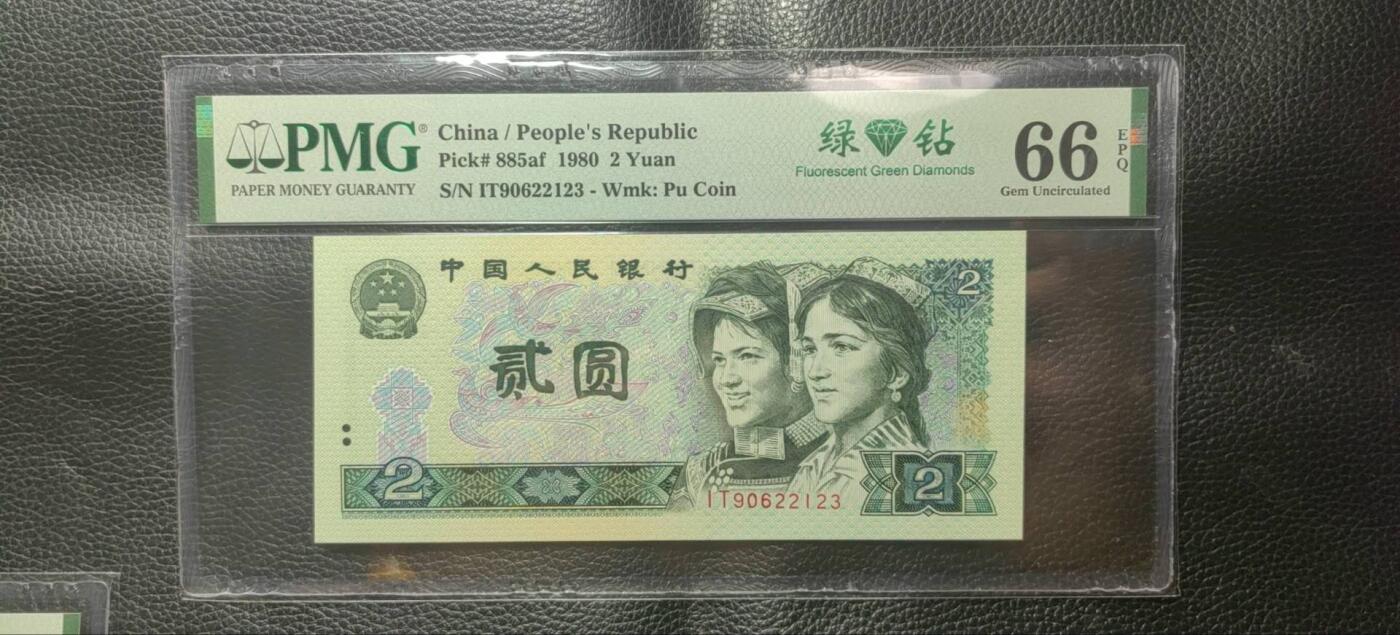 PMG®
PAPER MONEY GUARANTY
China / People's Republic
Pick# 885af 1980 2 Yuan
S/N IT90622123 - Wmk: Pu Coin
绿 钻
Fluorescent Green Diamonds
66
Gem Uncirculated
EPQ
中国人民银行
2
贰圆
2
2
IT90622123